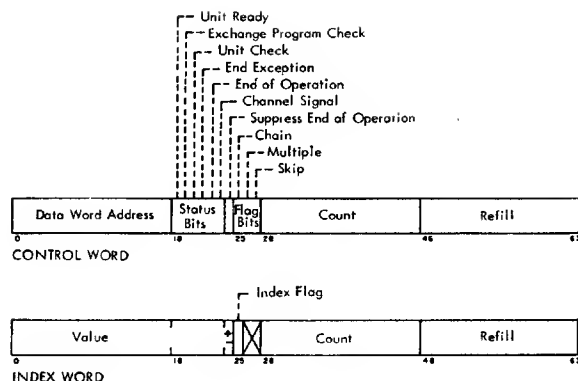 Unit Ready
Exchange Program Check
Unit Check
End Exception
End of Operation
Channel Signal
Suppress End of Operation
Chain
Multiple
Skip
Data Word Address
Status Bits
Flag Bits
Count
Refill
0 18 25 28 46 63
CONTROL WORD
Index Flag
Value
+
-
Count
Refill
0 18 25 28 46 63
INDEX WORD